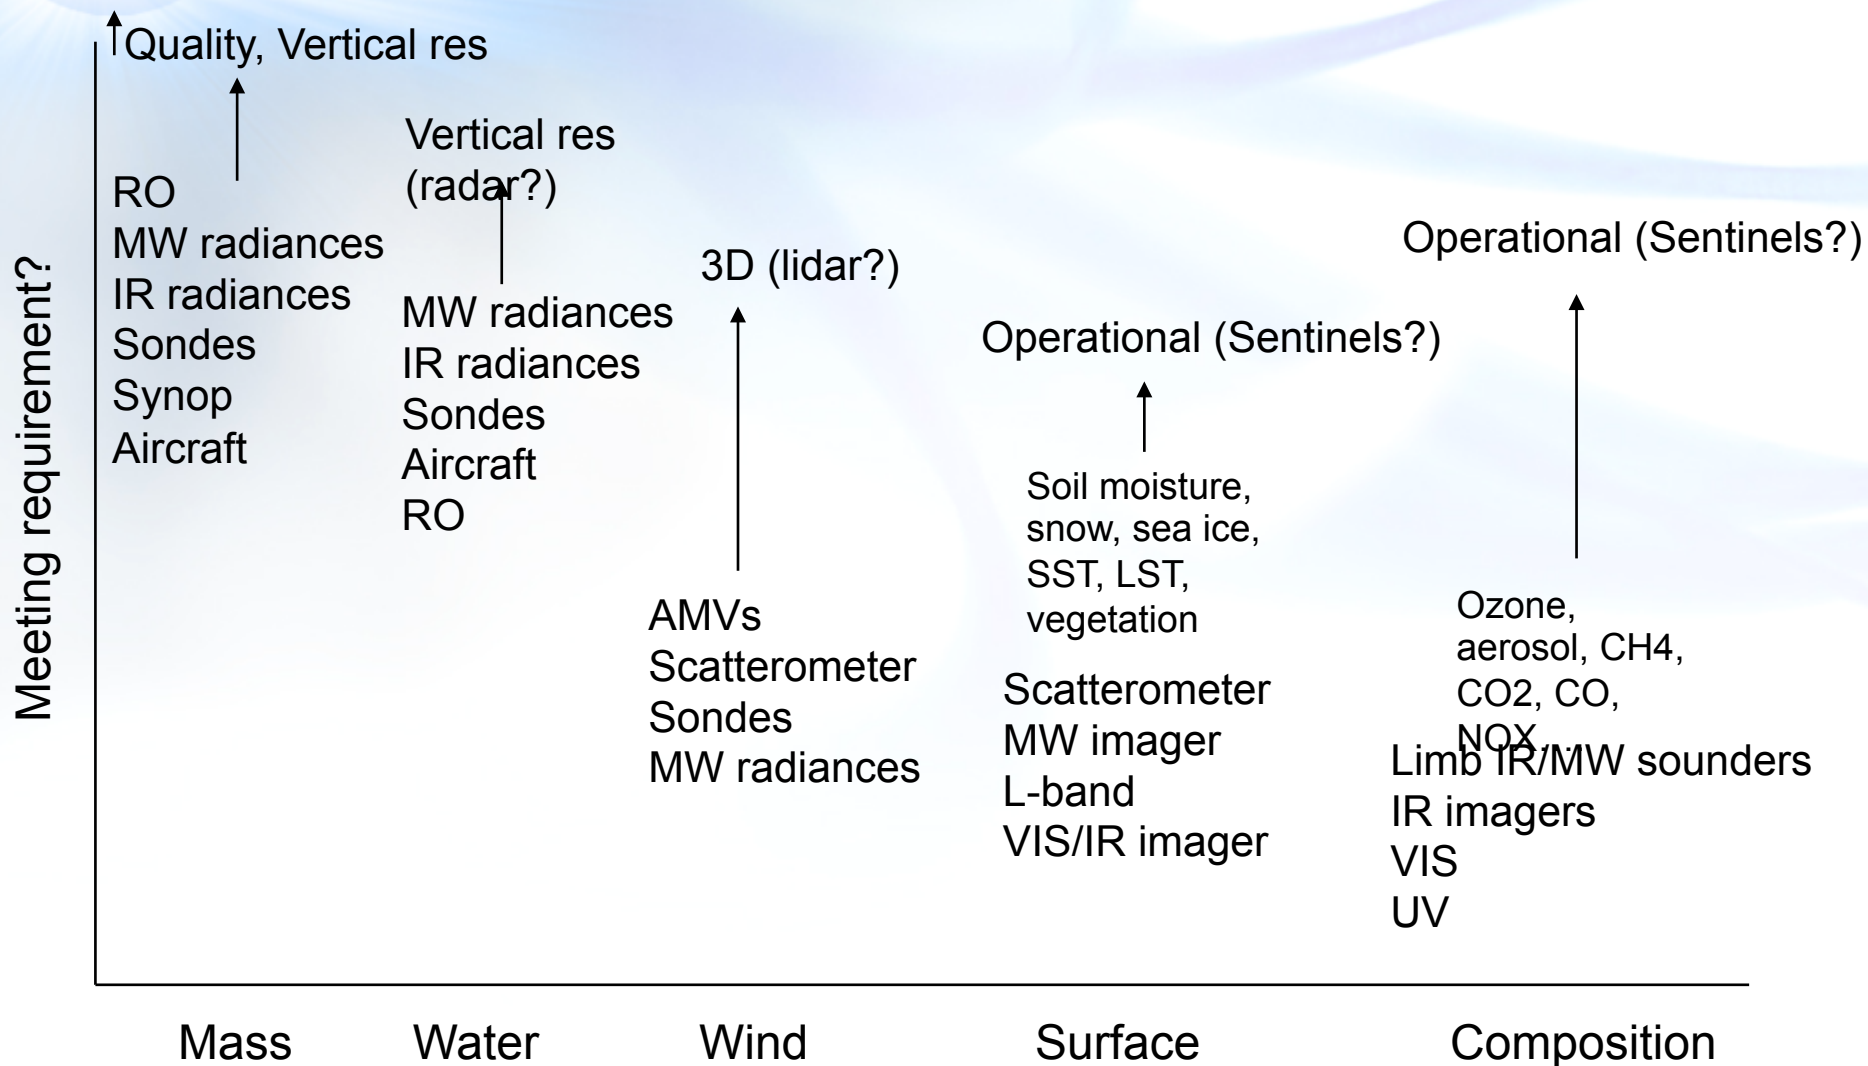 Quality, Vertical res
RO
MW radiances
IR radiances
Sondes
Synop
Aircraft
Vertical res
(radar?)
MW radiances
IR radiances
Sondes
Aircraft
RO
3D (lidar?)
AMVs
Scatterometer
Sondes
MW radiances
Operational (Sentinels?)
Soil moisture,
snow, sea ice,
SST, LST,
vegetation
Scatterometer
MW imager
L-band
VIS/IR imager
Operational (Sentinels?)
Ozone,
aerosol, CH4,
CO2, CO,
NOX...
Limb IR/MW sounders
IR imagers
VIS
UV
Meeting requirement?
Mass
Water
Wind
Surface
Composition